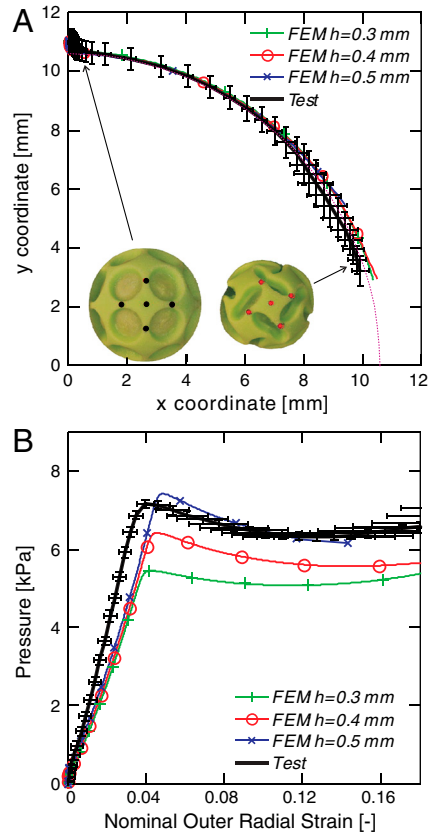 A
12
10
8
6
4
2
0
y coordinate [mm]
FEM h=0.3 mm
FEM h=0.4 mm
FEM h=0.5 mm
Test
0 2 4 6 8 10 12
x coordinate [mm]
B
8
6
4
2
0
Pressure [kPa]
FEM h=0.3 mm
FEM h=0.4 mm
FEM h=0.5 mm
Test
0 0.04 0.08 0.12 0.16
Nominal Outer Radial Strain [-]